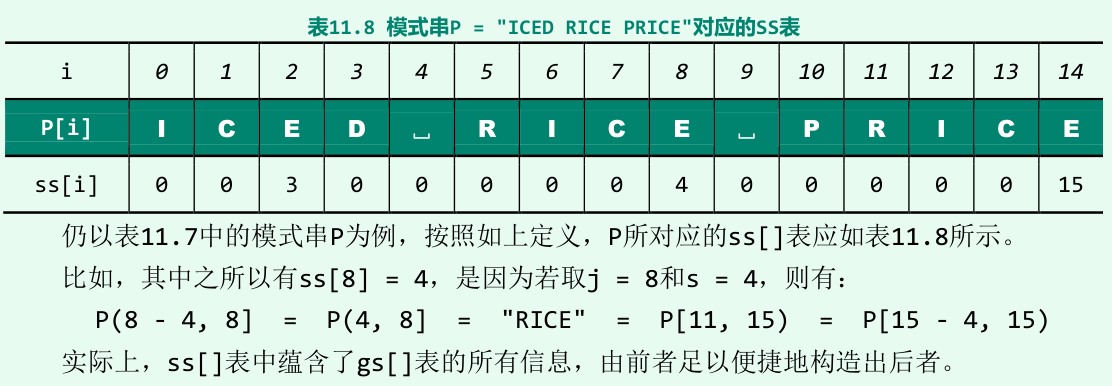 表11.8 模式串P = "ICED RICE PRICE"对应的SS表
i 0 1 2 3 4 5 6 7 8 9 10 11 12 13 14
P[i] I C E D ␣ R I C E ␣ P R I C E
ss[i] 0 0 3 0 0 0 0 0 4 0 0 0 0 0 15
仍以表11.7中的模式串P为例，按照如上定义，P所对应的ss[]表应如表11.8所示。
比如，其中之所以有ss[8] = 4，是因为若取j = 8和s = 4，则有：
P(8 - 4, 8] = P(4, 8] = "RICE" = P[11, 15) = P[15 - 4, 15)
实际上，ss[]表中蕴含了gs[]表的所有信息，由前者足以便捷地构造出后者。